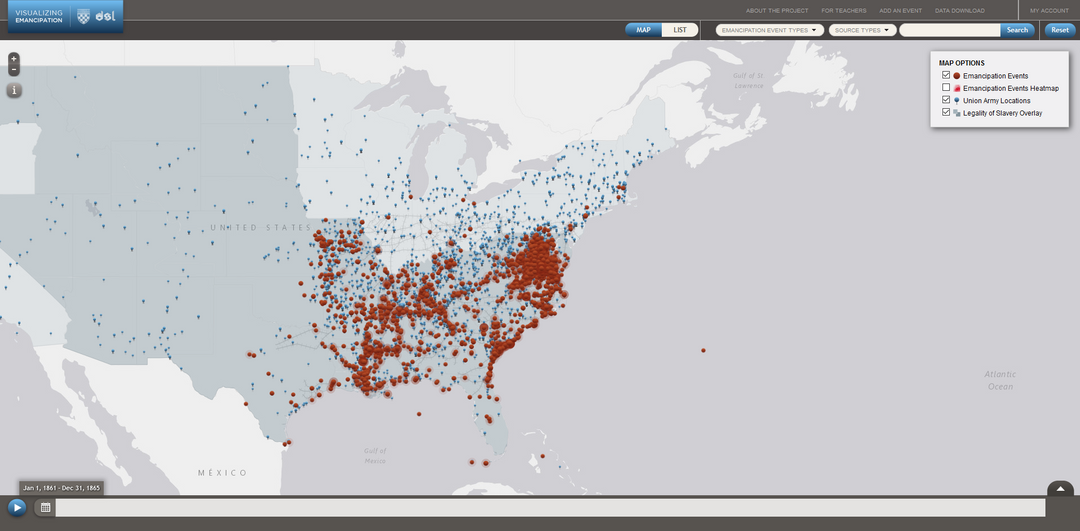 VISUALIZING
EMANCIPATION
dsl
ABOUT THE PROJECT FOR TEACHERS ADD AN EVENT DATA DOWNLOAD MY ACCOUNT
MAP LIST EMANCIPATION EVENT TYPES SOURCE TYPES Search Reset
+
-
i
MAP OPTIONS
Emancipation Events
Emancipation Events Heatmap
Union Army Locations
Legality of Slavery Overlay
Gulf of St.
Lawrence
UNITED STATES
Atlantic
Ocean
Gulf of
Mexico
MÉXICO
Jan 1, 1861 - Dec 31, 1865